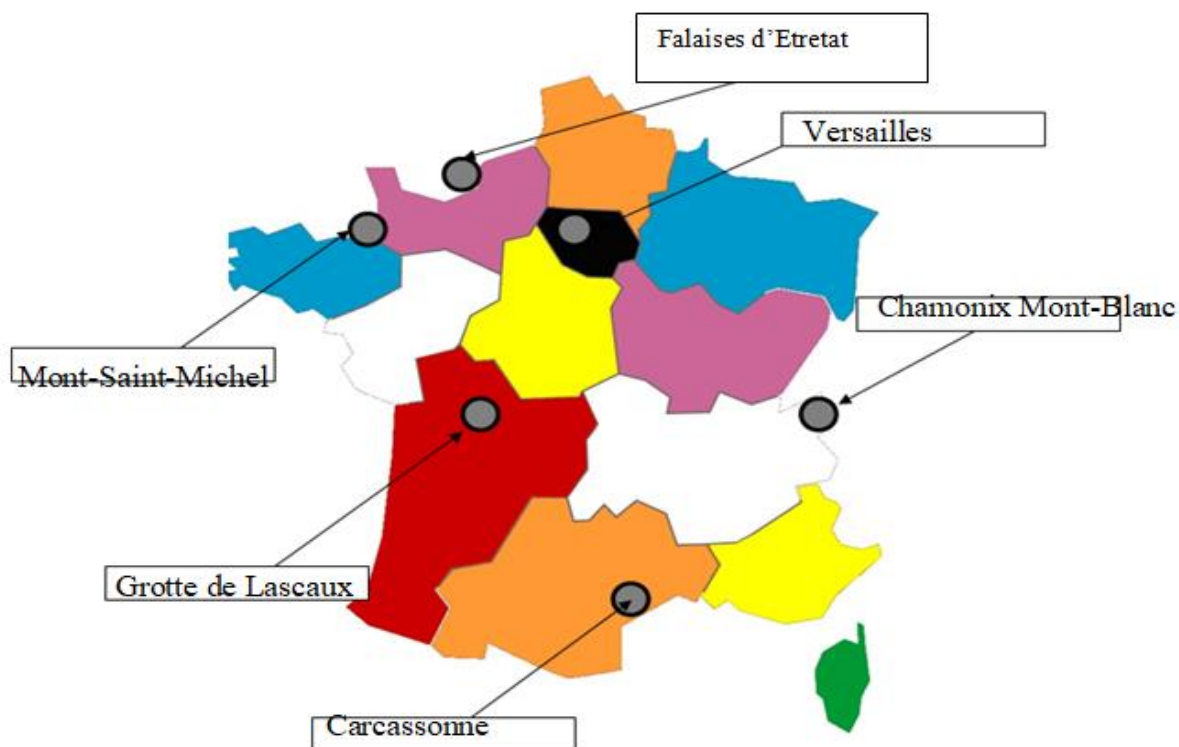 Falaises d’Etretat
Versailles
Chamonix Mont-Blanc
Mont-Saint-Michel
Grotte de Lascaux
Carcassonne